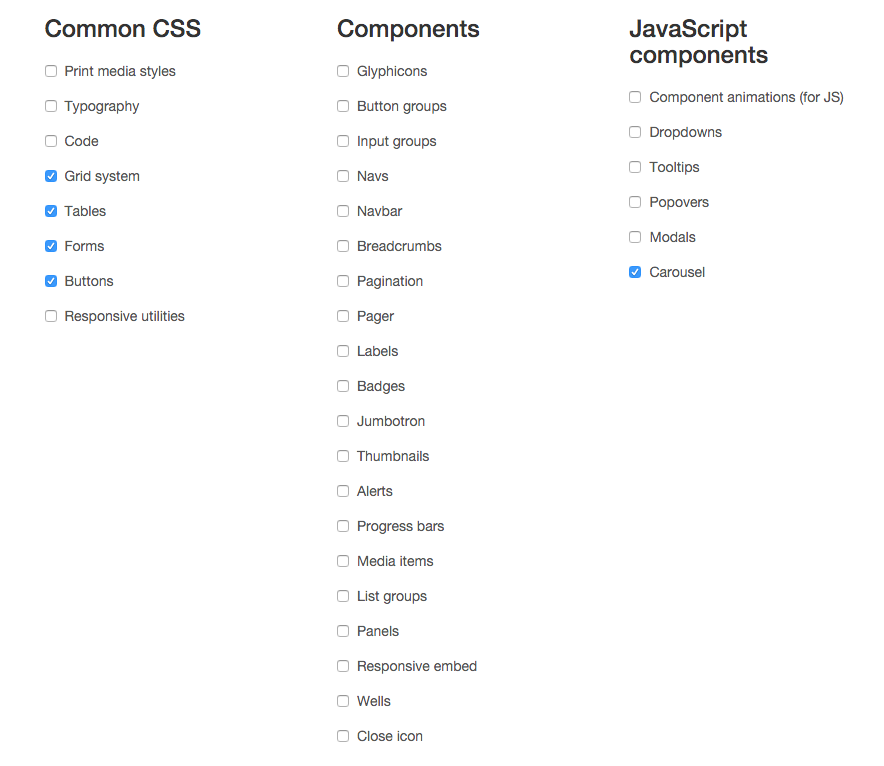 Common CSS
Print media styles
Typography
Code
Grid system
Tables
Forms
Buttons
Responsive utilities
Components
Glyphicons
Button groups
Input groups
Navs
Navbar
Breadcrumbs
Pagination
Pager
Labels
Badges
Jumbotron
Thumbnails
Alerts
Progress bars
Media items
List groups
Panels
Responsive embed
Wells
Close icon
JavaScript
components
Component animations (for JS)
Dropdowns
Tooltips
Popovers
Modals
Carousel